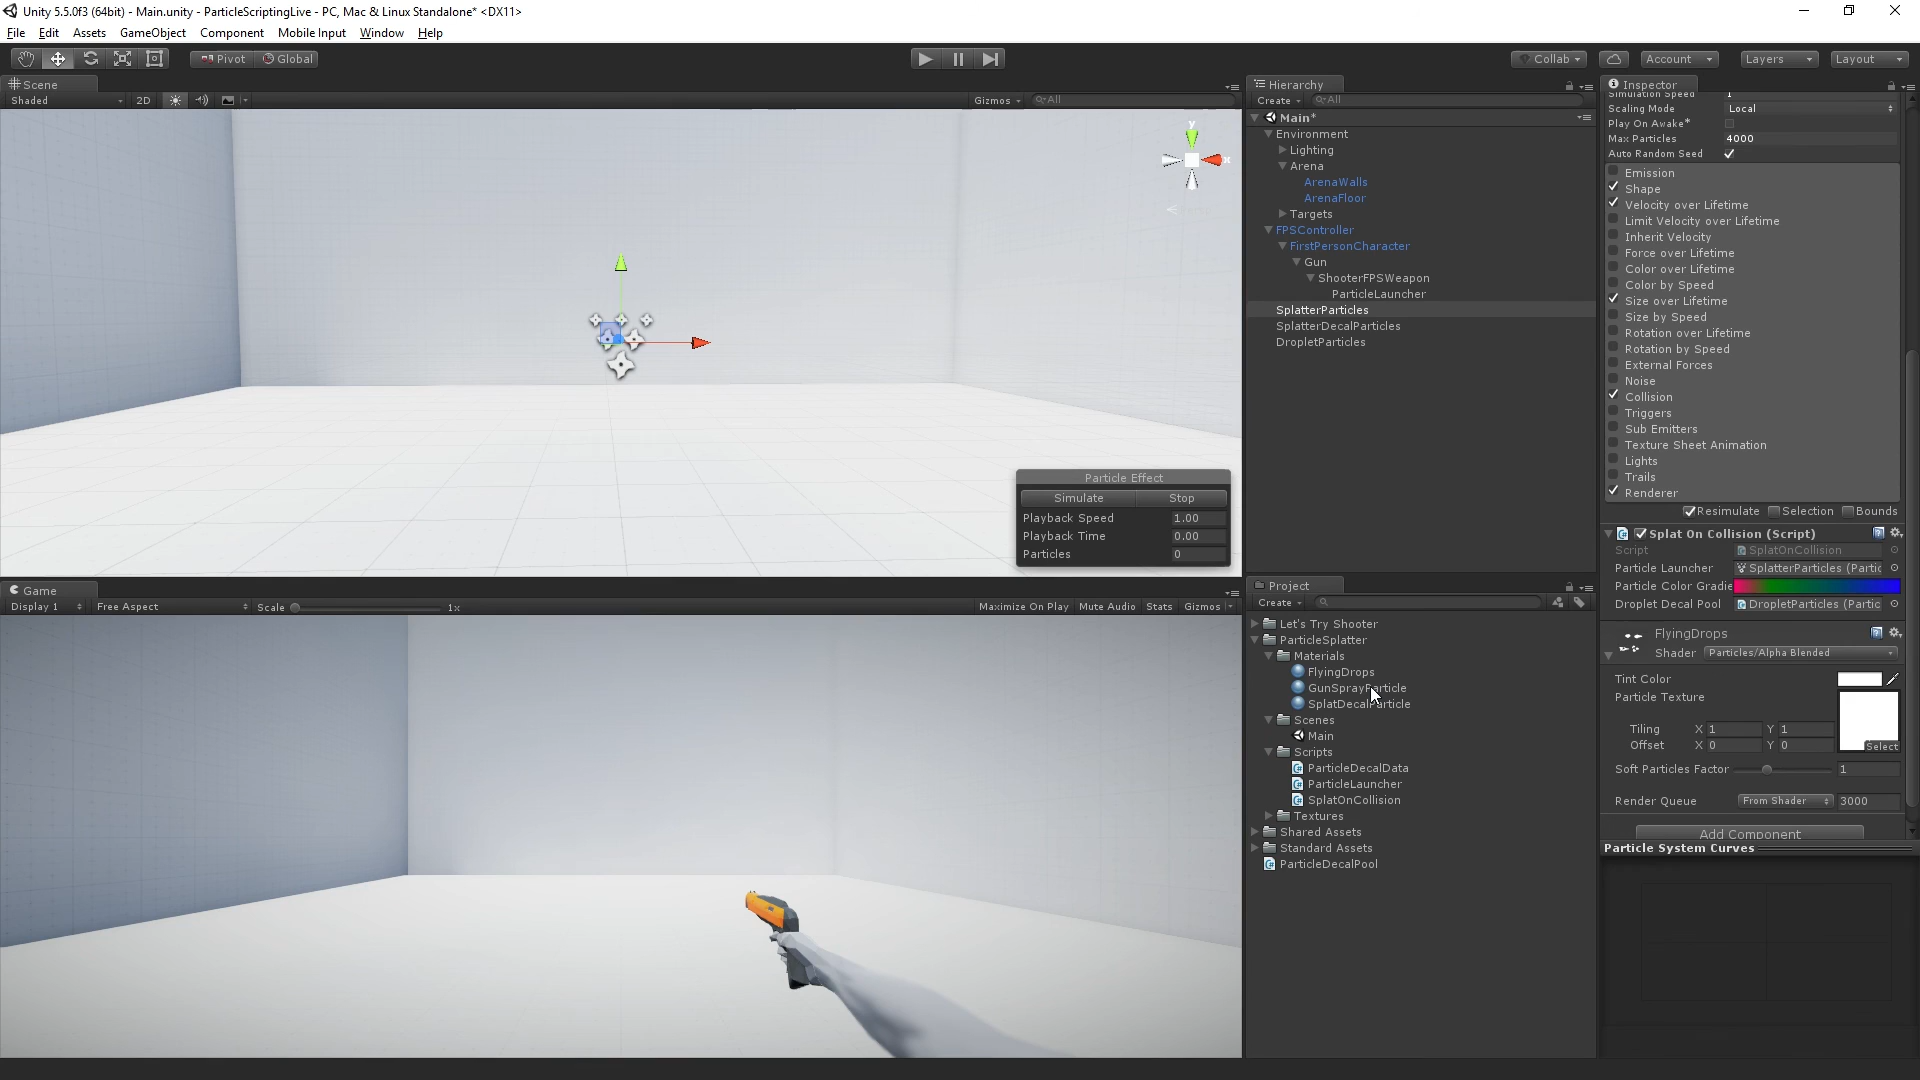 Unity 5.5.0f3 (64bit) - Main.unity - ParticleScriptingLive - PC, Mac & Linux Standalone* <DX11>
File Edit Assets GameObject Component Mobile Input Window Help
Pivot Global Collab Account Layers Layout
Scene
Shaded 2D Gizmos All
y
x
Particle Effect
Simulate Stop
Playback Speed 1.00
Playback Time 0.00
Particles 0
Game
Display 1 Free Aspect Scale 1x Maximize On Play Mute Audio Stats Gizmos
Hierarchy
Create All
Main*
Environment
Lighting
Arena
ArenaWalls
ArenaFloor
Targets
FPSController
FirstPersonCharacter
Gun
ShooterFPSWeapon
ParticleLauncher
SplatterParticles
SplatterDecalParticles
DropletParticles
Project
Create
Let's Try Shooter
ParticleSplatter
Materials
FlyingDrops
GunSprayParticle
SplatDecalParticle
Scenes
Main
Scripts
ParticleDecalData
ParticleLauncher
SplatOnCollision
Textures
Shared Assets
Standard Assets
ParticleDecalPool
Inspector
Simulation Speed 1
Scaling Mode Local
Play On Awake*
Max Particles 4000
Auto Random Seed
Emission
Shape
Velocity over Lifetime
Limit Velocity over Lifetime
Inherit Velocity
Force over Lifetime
Color over Lifetime
Color by Speed
Size over Lifetime
Size by Speed
Rotation over Lifetime
Rotation by Speed
External Forces
Noise
Collision
Triggers
Sub Emitters
Texture Sheet Animation
Lights
Trails
Renderer
Resimulate Selection Bounds
Splat On Collision (Script)
Script SplatOnCollision
Particle Launcher SplatterParticles (Partic
Particle Color Gradie
Droplet Decal Pool DropletParticles (Partic
FlyingDrops
Shader Particles/Alpha Blended
Tint Color
Particle Texture
Tiling X 1 Y 1
Offset X 0 Y 0
Select
Soft Particles Factor 1
Render Queue From Shader 3000
Add Component
Particle System Curves